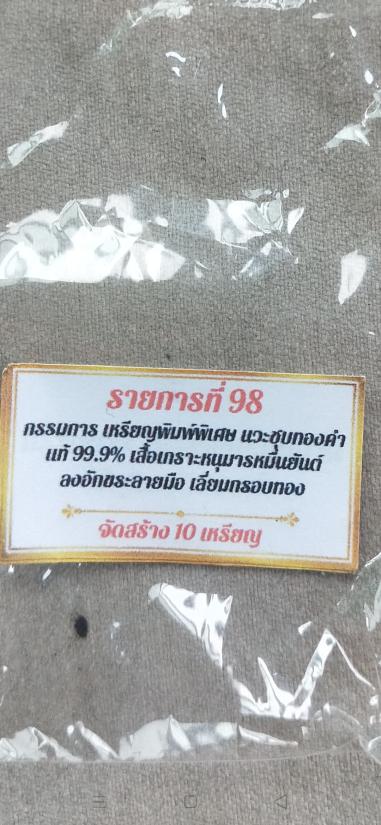 รายการที่ 98
กรรมการ เหรียญพิมพ์พิเศษ นวะชุบทองคำ
แท้ 99.9% เสื้อเกราะหนุมารหมื่นยันต์
ลงอักขระลายมือ เลี่ยมกรอบทอง
จัดสร้าง 10 เหรียญ